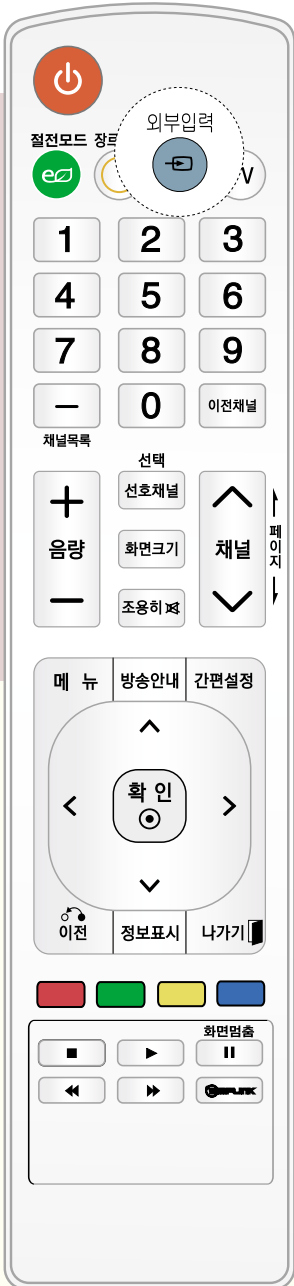 외부입력
절전모드 장르
V
1 2 3
4 5 6
7 8 9
— 0 이전채널
채널목록
선택
선호채널
+ 음량 —
화면크기
채널
페이지
조용히
메 뉴 방송안내 간편설정
확 인
이전 정보표시 나가기
화면멈춤